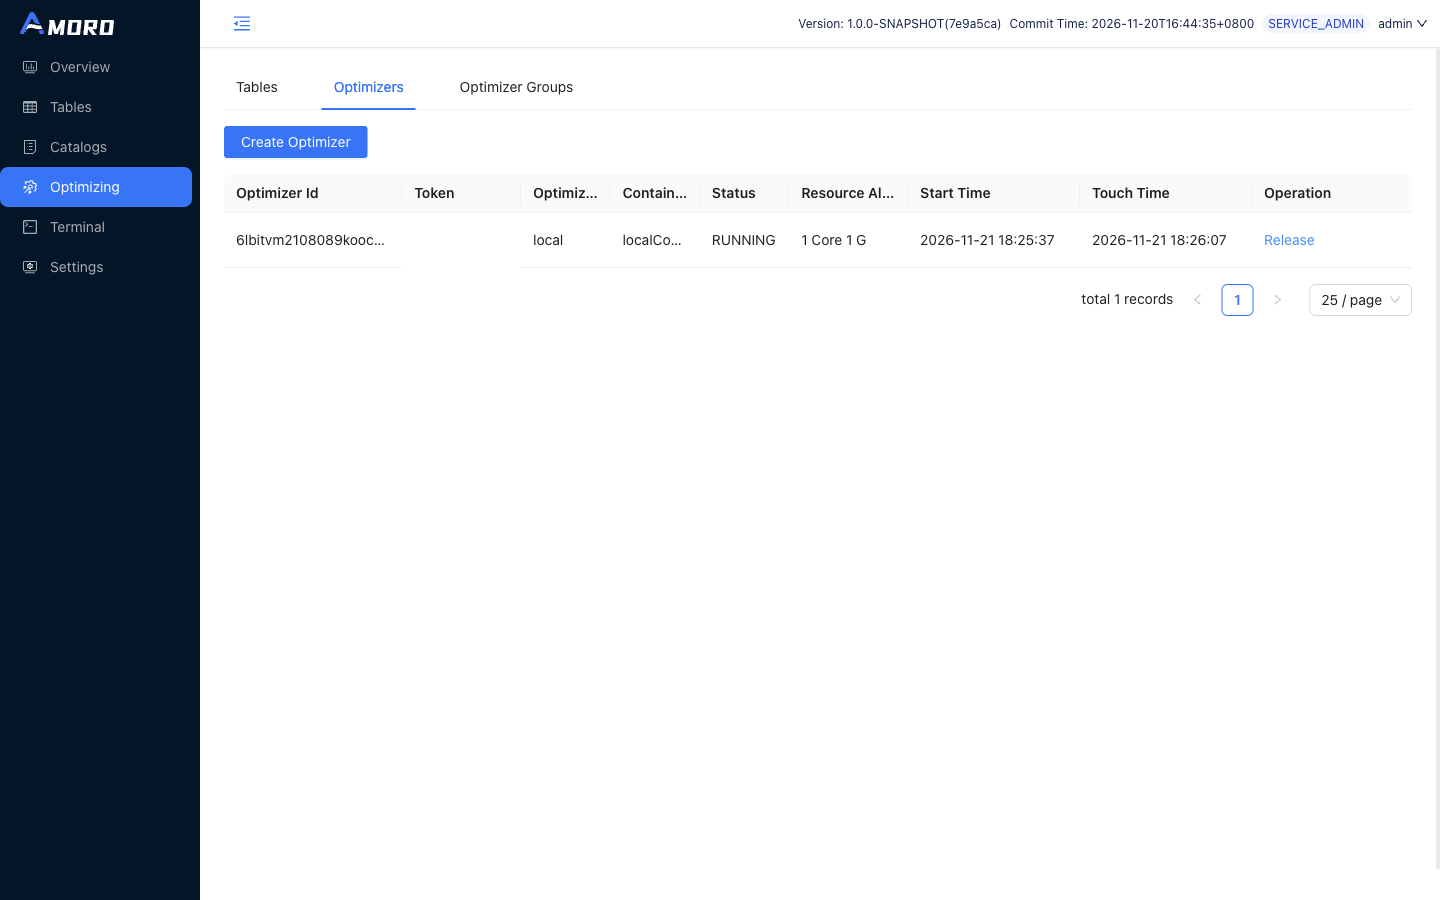 AMORO
Version: 1.0.0-SNAPSHOT(7e9a5ca) Commit Time: 2026-11-20T16:44:35+0800 SERVICE_ADMIN admin
Overview
Tables
Catalogs
Optimizing
Terminal
Settings
Tables Optimizers Optimizer Groups
Create Optimizer
Optimizer Id Token Optimiz... Contain... Status Resource Al... Start Time Touch Time Operation
6lbitvm2108089kooc... local localCo... RUNNING 1 Core 1 G 2026-11-21 18:25:37 2026-11-21 18:26:07 Release
total 1 records 1 25 / page